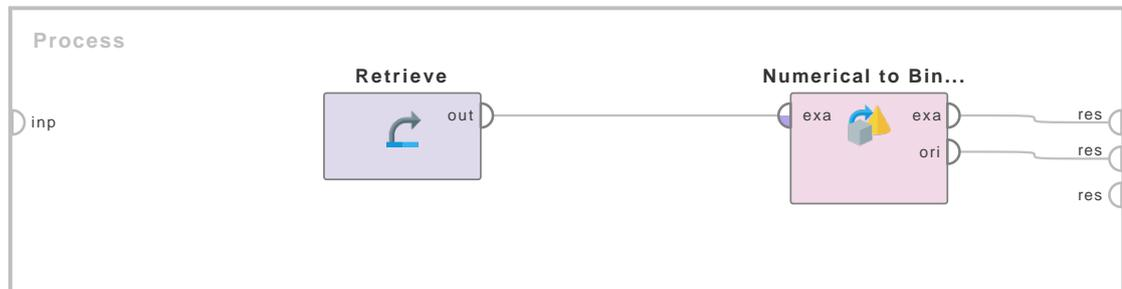 Process
Retrieve
Numerical to Bin...
inp
out
exa
exa
res
ori
res
res